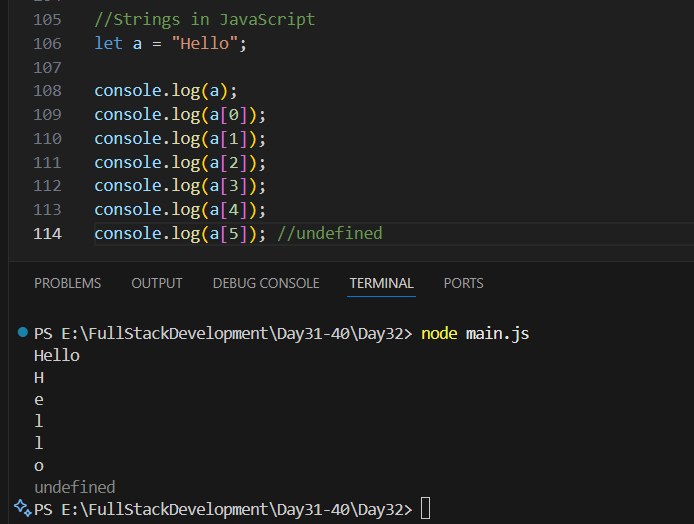 105 //Strings in JavaScript
106 let a = "Hello";
107
108 console.log(a);
109 console.log(a[0]);
110 console.log(a[1]);
111 console.log(a[2]);
112 console.log(a[3]);
113 console.log(a[4]);
114 console.log(a[5]); //undefined
PROBLEMS OUTPUT DEBUG CONSOLE TERMINAL PORTS
PS E:\FullStackDevelopment\Day31-40\Day32> node main.js
Hello
H
e
l
l
o
undefined
PS E:\FullStackDevelopment\Day31-40\Day32>